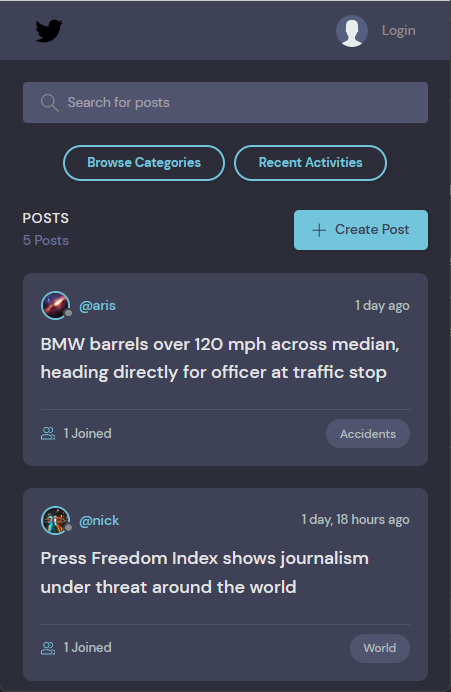 Login
Search for posts
Browse Categories
Recent Activities
POSTS
5 Posts
Create Post
@aris
1 day ago
BMW barrels over 120 mph across median,
heading directly for officer at traffic stop
1 Joined
Accidents
@nick
1 day, 18 hours ago
Press Freedom Index shows journalism
under threat around the world
1 Joined
World